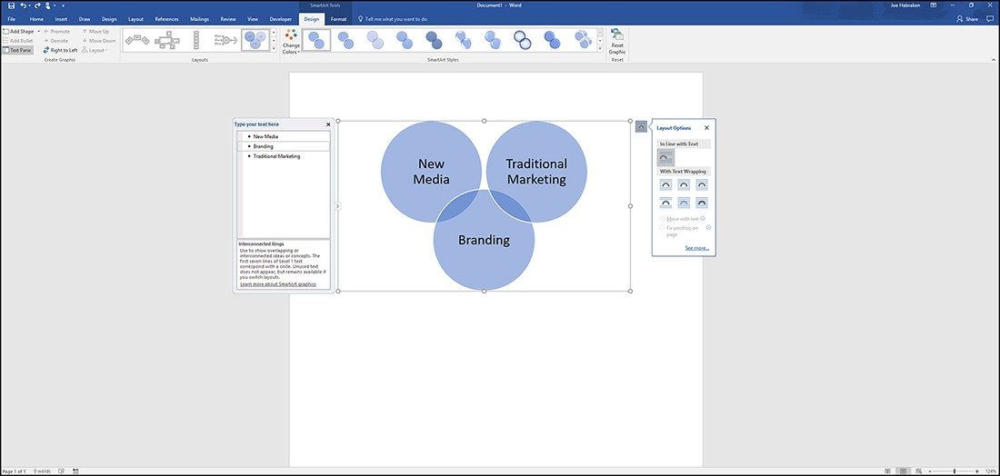 SmartArt Tools
Document1 - Word
Joe Habraken
File Home Insert Draw Design Layout References Mailings Review View Developer Design Format Tell me what you want to do Share
Add Shape Promote Move Up
Add Bullet Demote Move Down
Text Pane Right to Left Layout
Create Graphic
Layouts
Change
Colors
SmartArt Styles
Reset
Graphic
Reset
Type your text here
New Media
Branding
Traditional Marketing
Interconnected Rings
Use to show overlapping or
interconnected ideas or concepts. The
first seven lines of Level 1 text
correspond with a circle. Unused text
does not appear, but remains available if
you switch layouts.
Learn more about SmartArt graphics
New
Media
Traditional
Marketing
Branding
Layout Options
In Line with Text
With Text Wrapping
Move with text
Fix position on
page
See more...
Page 1 of 1 0 words
124%